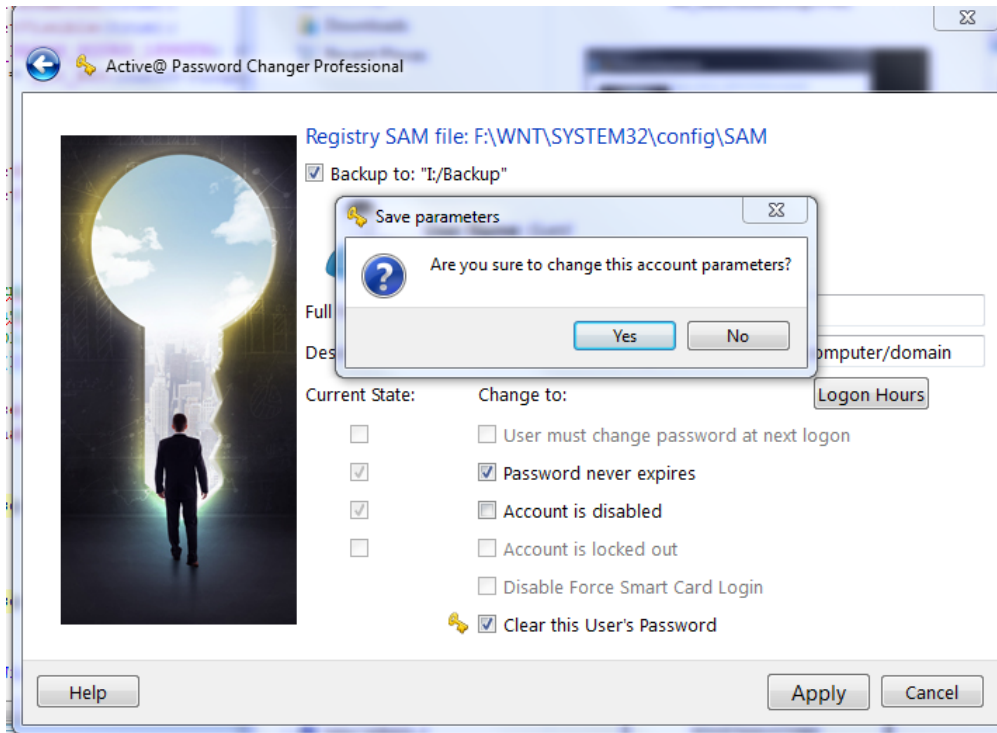 Active@ Password Changer Professional
Registry SAM file: F:\WNT\SYSTEM32\config\SAM
Backup to: "I:/Backup"
Save parameters
Are you sure to change this account parameters?
Yes No
Full
Des omputer/domain
Current State: Change to: Logon Hours
User must change password at next logon
Password never expires
Account is disabled
Account is locked out
Disable Force Smart Card Login
Clear this User's Password
Help Apply Cancel